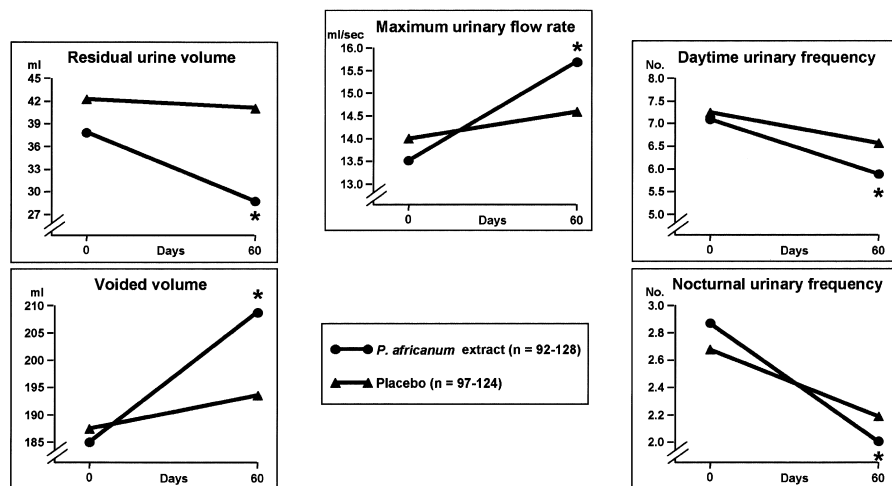 Residual urine volume
ml
45
42
39
36
33
30
27
*
0 Days 60
Maximum urinary flow rate
ml/sec
16.0
15.5
15.0
14.5
14.0
13.5
13.0
*
0 Days 60
Daytime urinary frequency
No.
8.0
7.5
7.0
6.5
6.0
5.5
5.0
*
0 Days 60
Voided volume
ml
210
205
200
195
190
185
*
0 Days 60
P. africanum extract (n = 92-128)
Placebo (n = 97-124)
Nocturnal urinary frequency
No.
3.0
2.8
2.6
2.4
2.2
2.0
*
0 Days 60